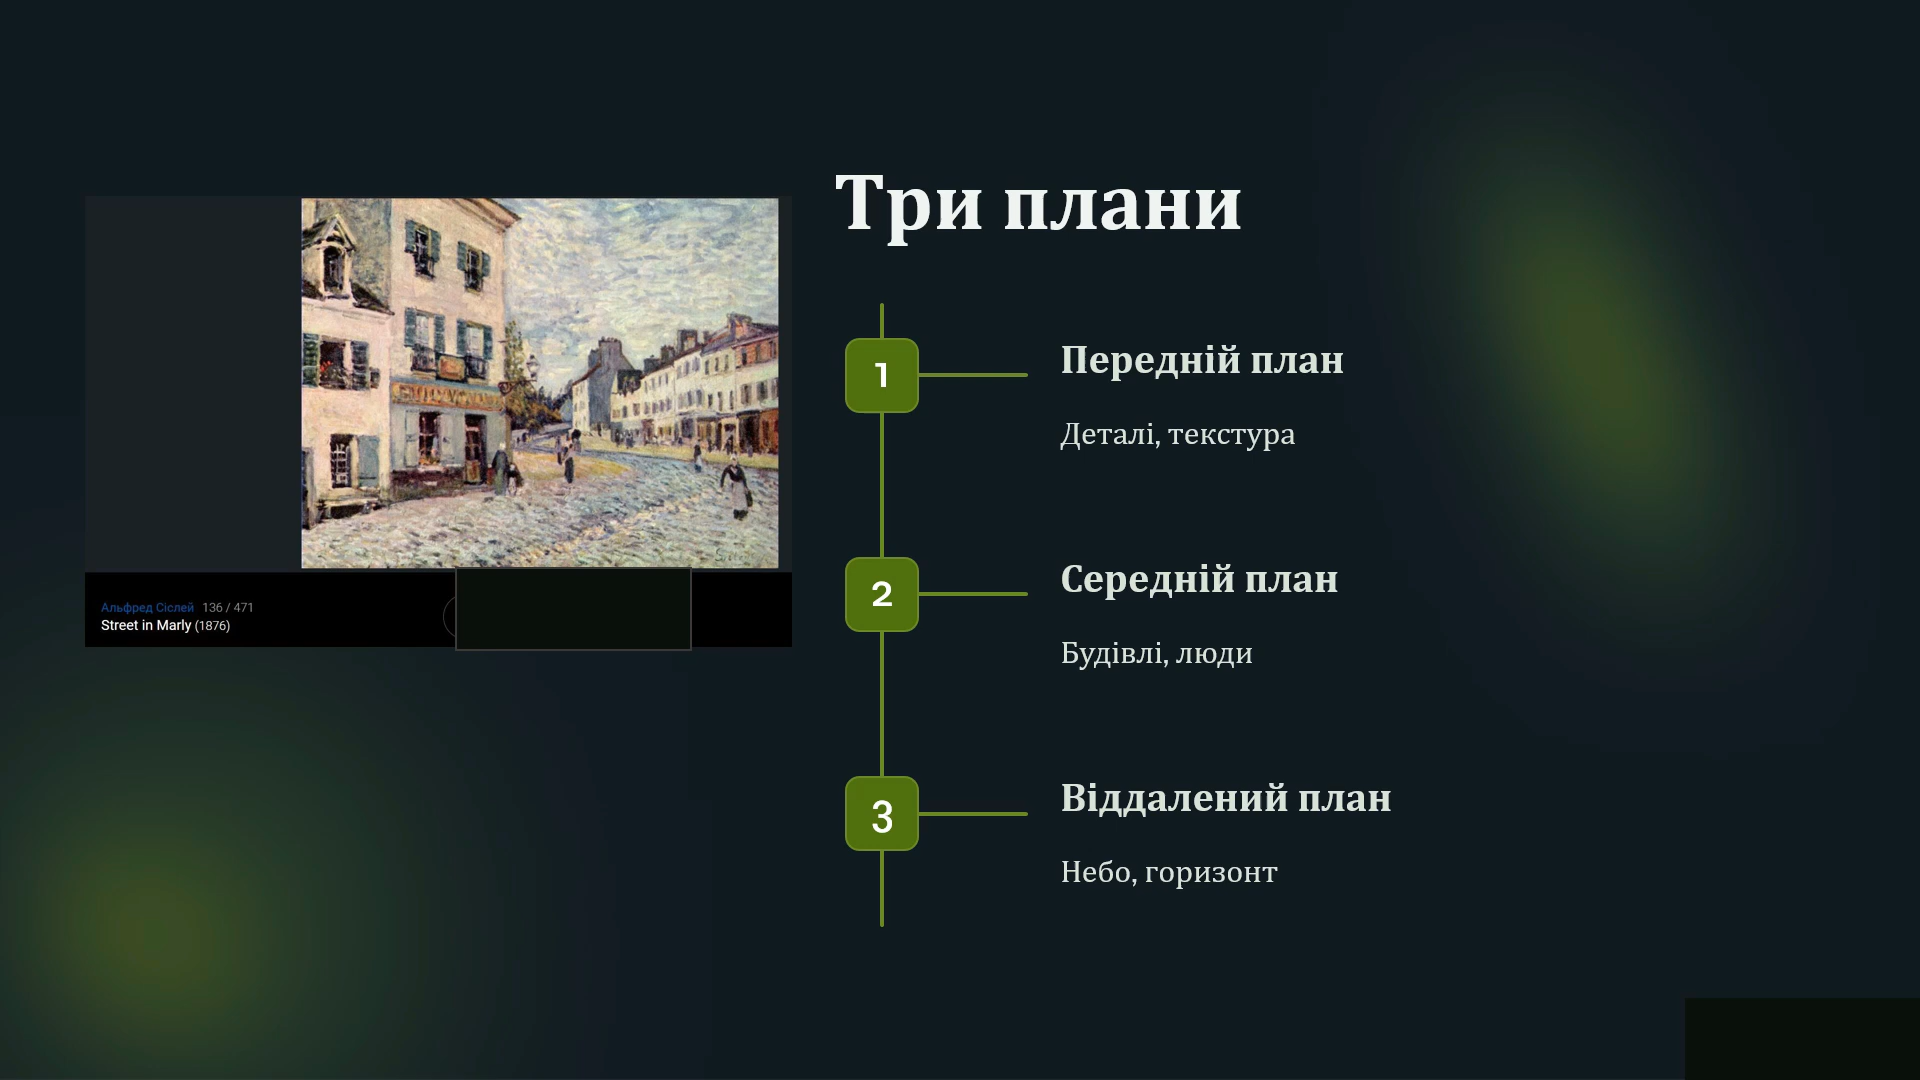 Три плани
Альфред Сіслей 136 / 471
Street in Marly (1876)
1
Передній план
Деталі, текстура
2
Середній план
Будівлі, люди
3
Віддалений план
Небо, горизонт